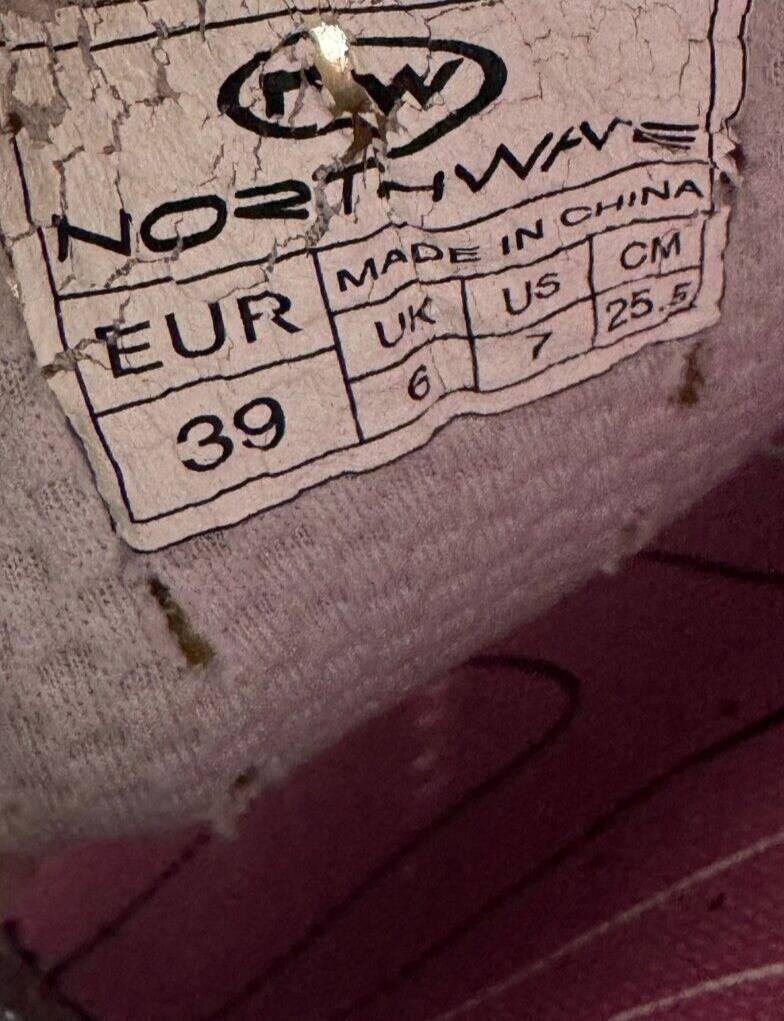 NW
NORTHWAVE
MADE IN CHINA
EUR UK US CM
39 6 7 25.5